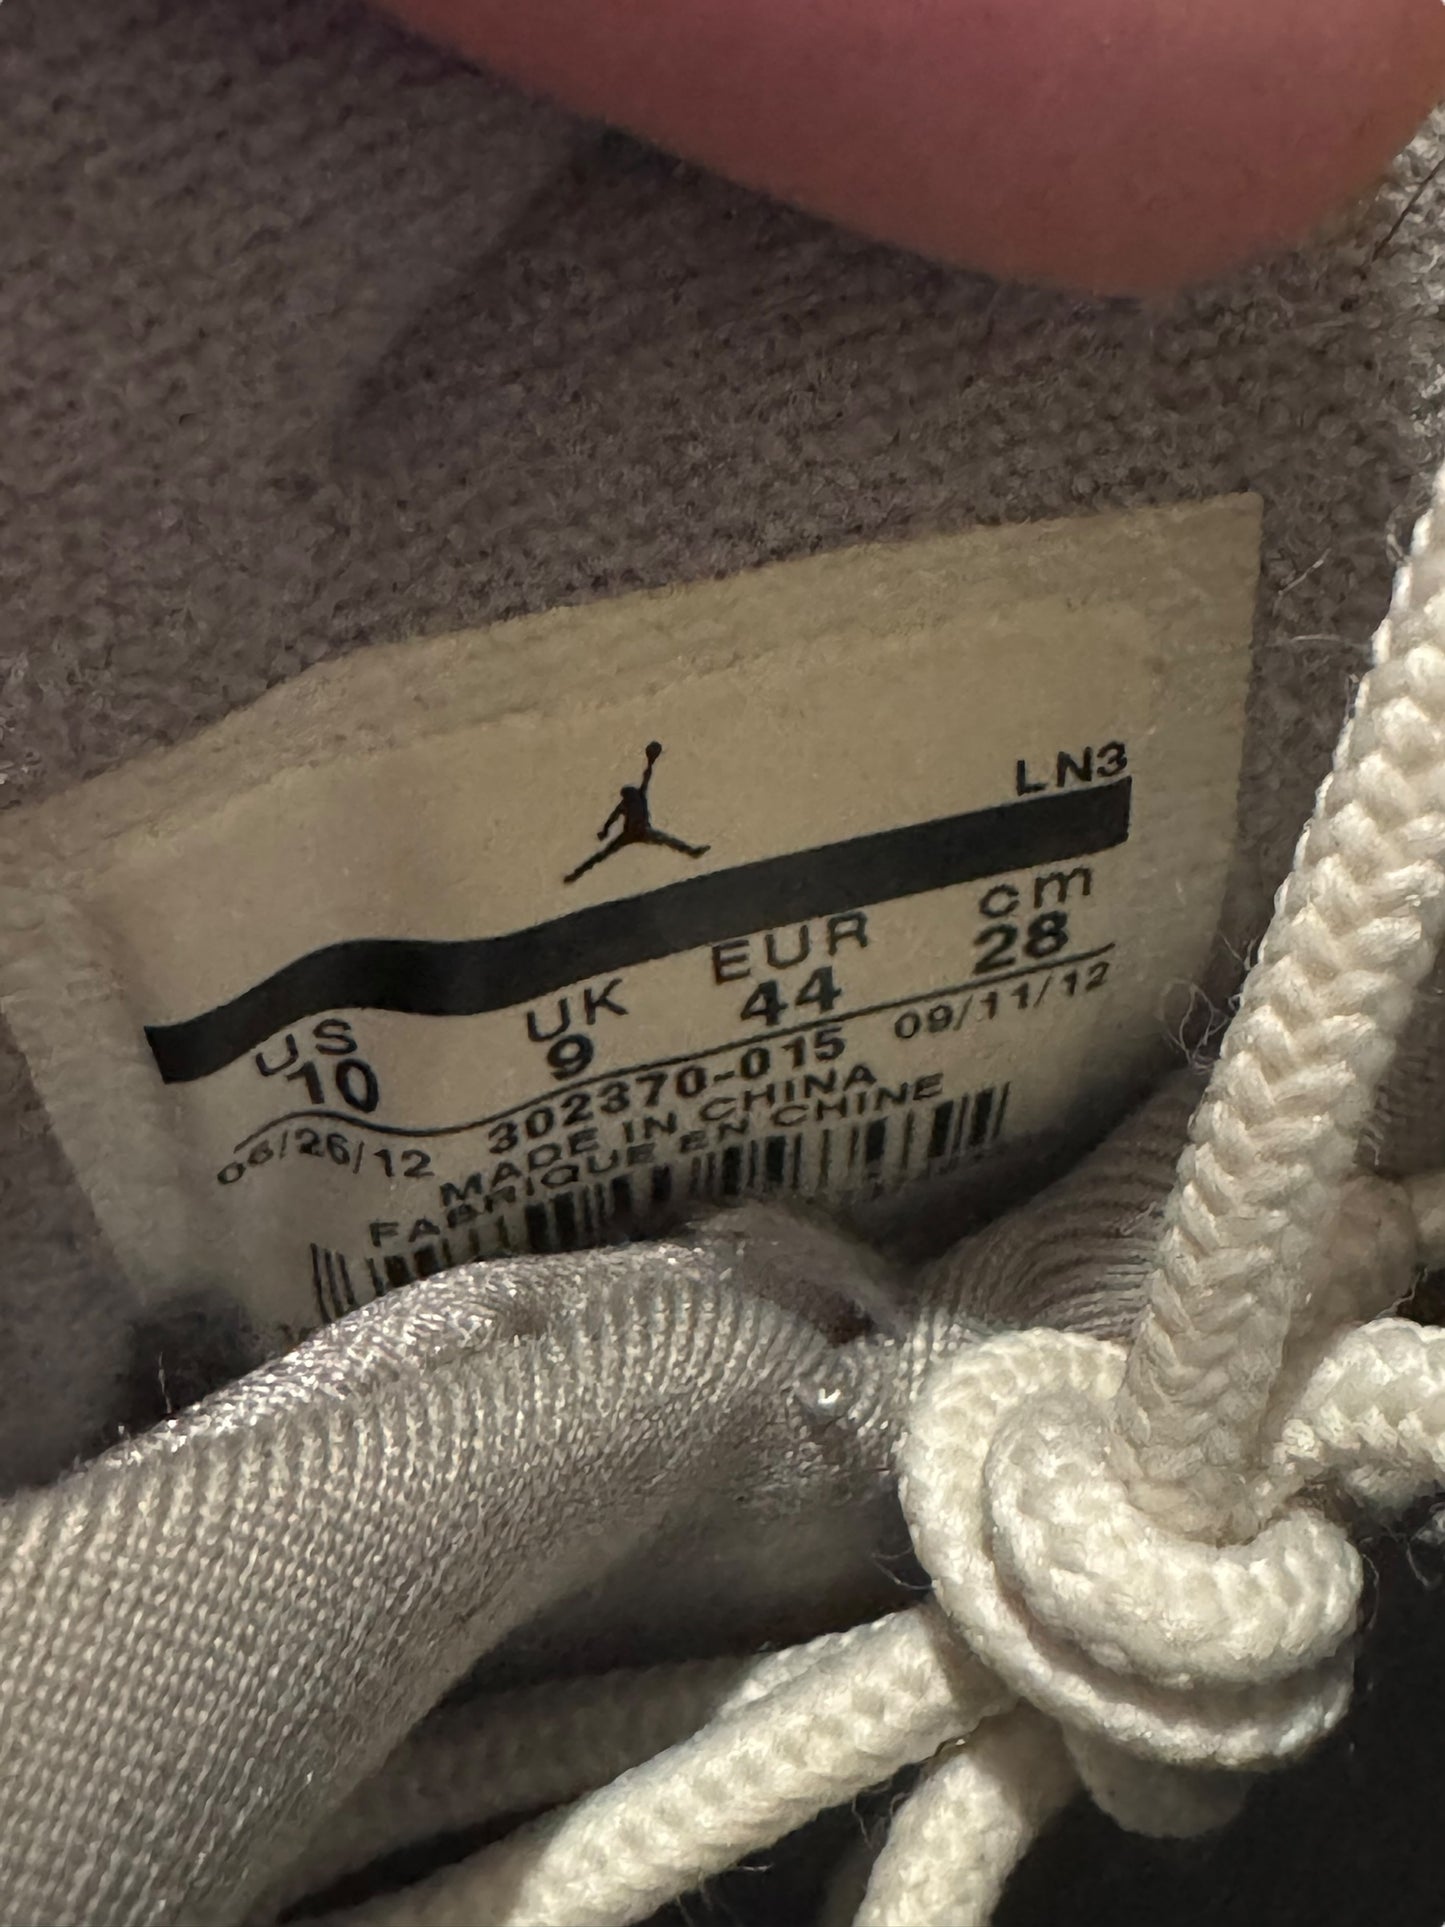 LN3
US UK EUR cm
10 9 44 28
06/26/12 302370-015 09/11/12
MADE IN CHINA
FABRIQUE EN CHINE